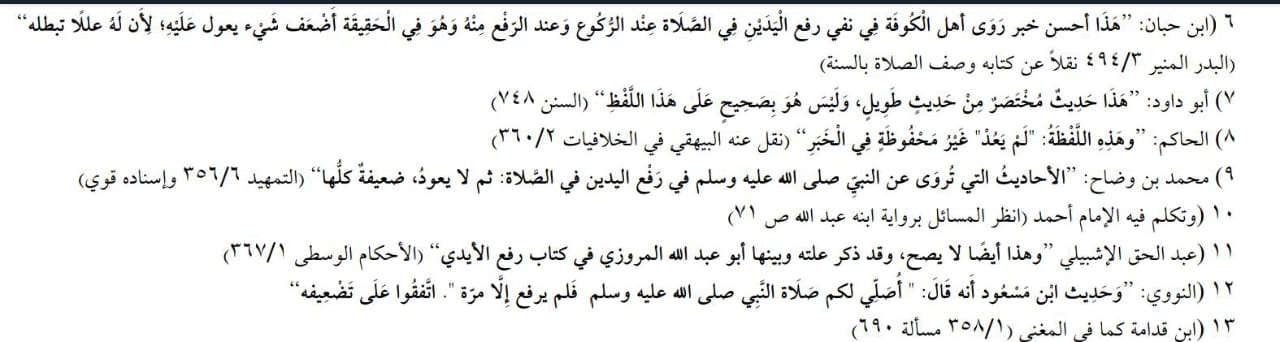 ٦ (ابن حبان: ”هَذَا أحسن خبر رَوَى أهل الْكُوفَة فِي نفي رفع الْيَدَيْنِ فِي الصَّلَاة عِنْد الرُّكُوع وَعند الرّفْع مِنْهُ وَهُوَ فِي الْحَقِيقَة أَضْعَف شَيْء يعول عَلَيْهِ؛ لِأَن لَهُ عللًا تبطله“
(البدر المنير ٤٩٤/٣ نقلاً عن كتابه وصف الصلاة بالسنة)
٧) أبو داود: ”هَذَا حَدِيثٌ مُخْتَصَرٌ مِنْ حَدِيثٍ طَوِيلٍ، وَلَيْسَ هُوَ بِصَحِيحٍ عَلَى هَذَا اللَّفْظِ“ (السنن ٧٤٨)
٨) الحاكم: ”وهَذِهِ اللَّفْظَةُ: "لَمْ يَعُدْ" غَيْرُ مَحْفُوظَةٍ فِي الْخَبَرِ“ (نقل عنه البيهقي في الخلافيات ٣٦٠/٢)
٩) محمد بن وضاح: ”الأحاديثُ التي تُروَى عن النبيِّ صلى الله عليه وسلم في رَفْع اليدين في الصَّلاة: ثم لا يعودُ، ضعيفةٌ كلُّها“ (التمهيد ٣٥٦/٦ وإسناده قوي)
١٠ (وتكلم فيه الإمام أحمد (انظر المسائل برواية ابنه عبد الله ص ٧١)
١١ (عبد الحق الإشبيلي ”وهذا أيضًا لا يصح، وقد ذكر علته وبينها أبو عبد الله المروزي في كتاب رفع الأيدي“ (الأحكام الوسطى ٣٦٧/١)
١٢ (النووي: ”وَحَدِيث ابْن مَسْعُود أَنه قَالَ: " أُصَلِّي لكم صَلَاة النَّبِي صلى الله عليه وسلم فَلم يرفع إِلَّا مرّة ". اتَّفقُوا عَلَى تَضْعِيفه“
١٣ (ابن قدامة كما في المغني (٣٥٨/١ مسألة ٦٩٠)